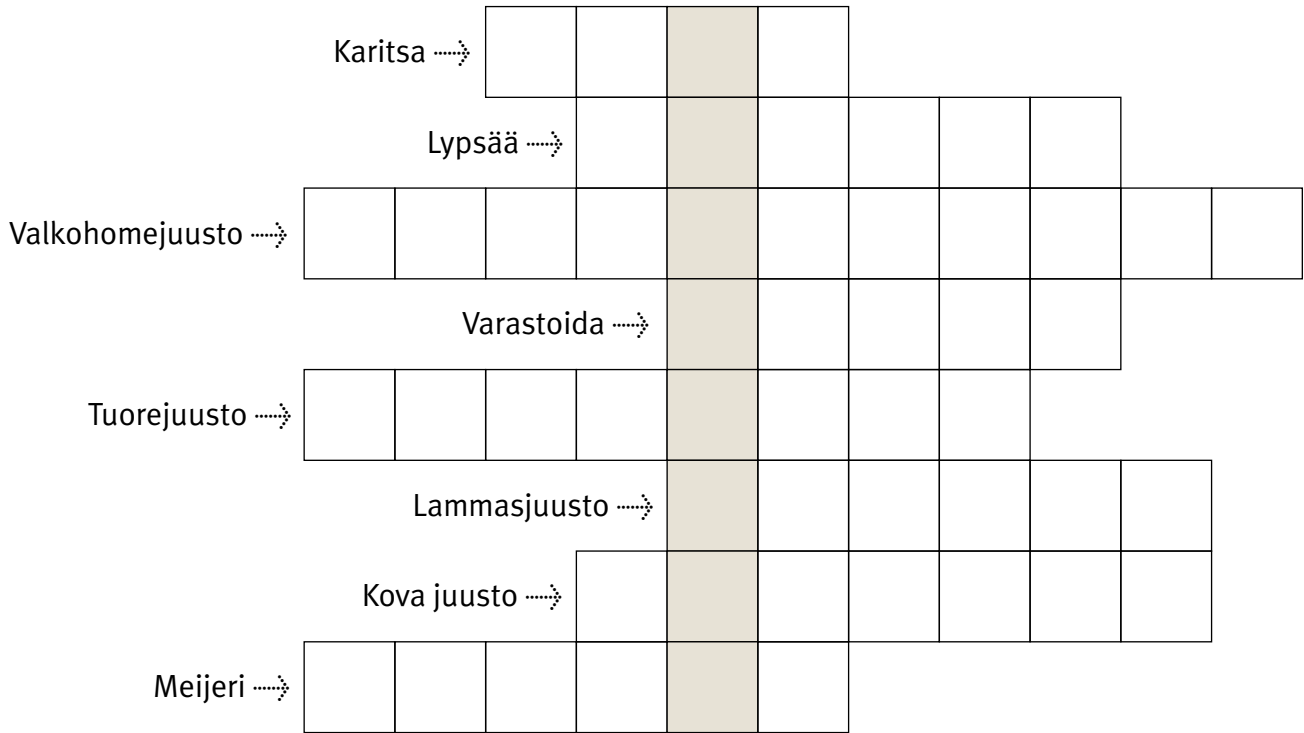 Karitsa
Lypsää
Valkohomejuusto
Varastoida
Tuorejuusto
Lammasjuusto
Kova juusto
Meijeri